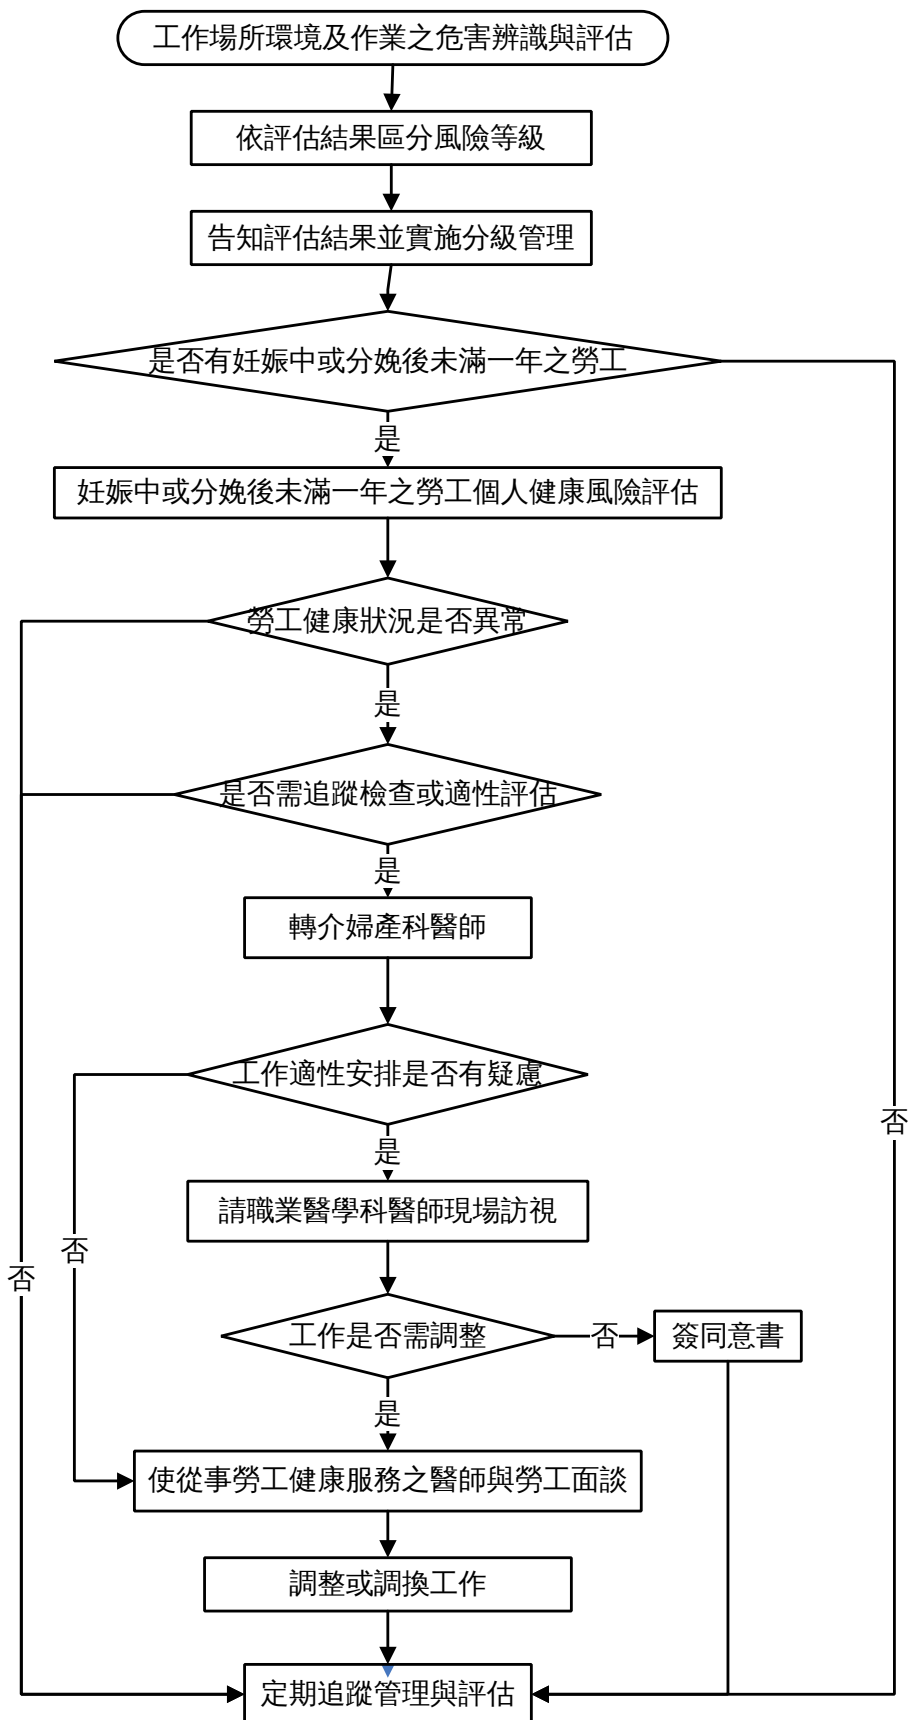 工作場所環境及作業之危害辨識與評估
依評估結果區分風險等級
告知評估結果並實施分級管理
是否有妊娠中或分娩後未滿一年之勞工
是
妊娠中或分娩後未滿一年之勞工個人健康風險評估
勞工健康狀況是否異常
是
是否需追蹤檢查或適性評估
是
轉介婦產科醫師
工作適性安排是否有疑慮
否
是
請職業醫學科醫師現場訪視
否
否
工作是否需調整
否
簽同意書
是
使從事勞工健康服務之醫師與勞工面談
調整或調換工作
定期追蹤管理與評估